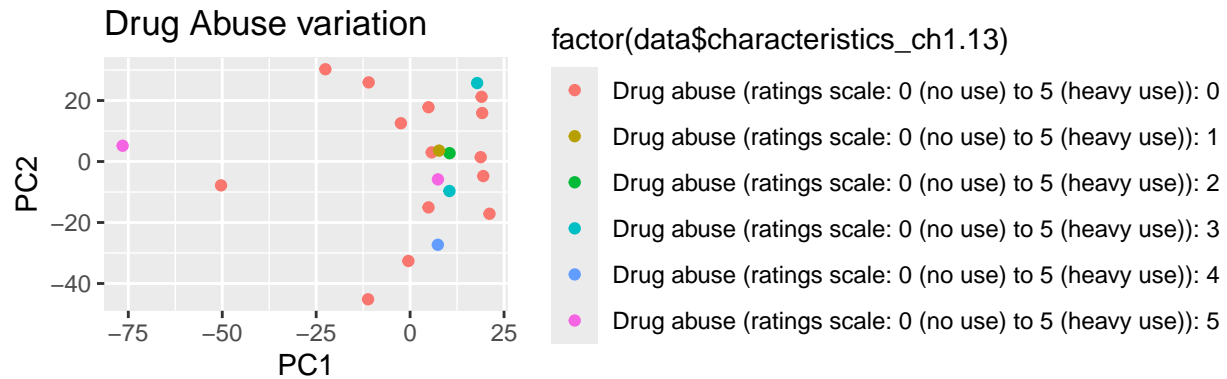 Drug Abuse variation
20
0
−20
−40
PC2
−75
−50
−25
0
25
PC1
factor(data$characteristics_ch1.13)
Drug abuse (ratings scale: 0 (no use) to 5 (heavy use)): 0
Drug abuse (ratings scale: 0 (no use) to 5 (heavy use)): 1
Drug abuse (ratings scale: 0 (no use) to 5 (heavy use)): 2
Drug abuse (ratings scale: 0 (no use) to 5 (heavy use)): 3
Drug abuse (ratings scale: 0 (no use) to 5 (heavy use)): 4
Drug abuse (ratings scale: 0 (no use) to 5 (heavy use)): 5